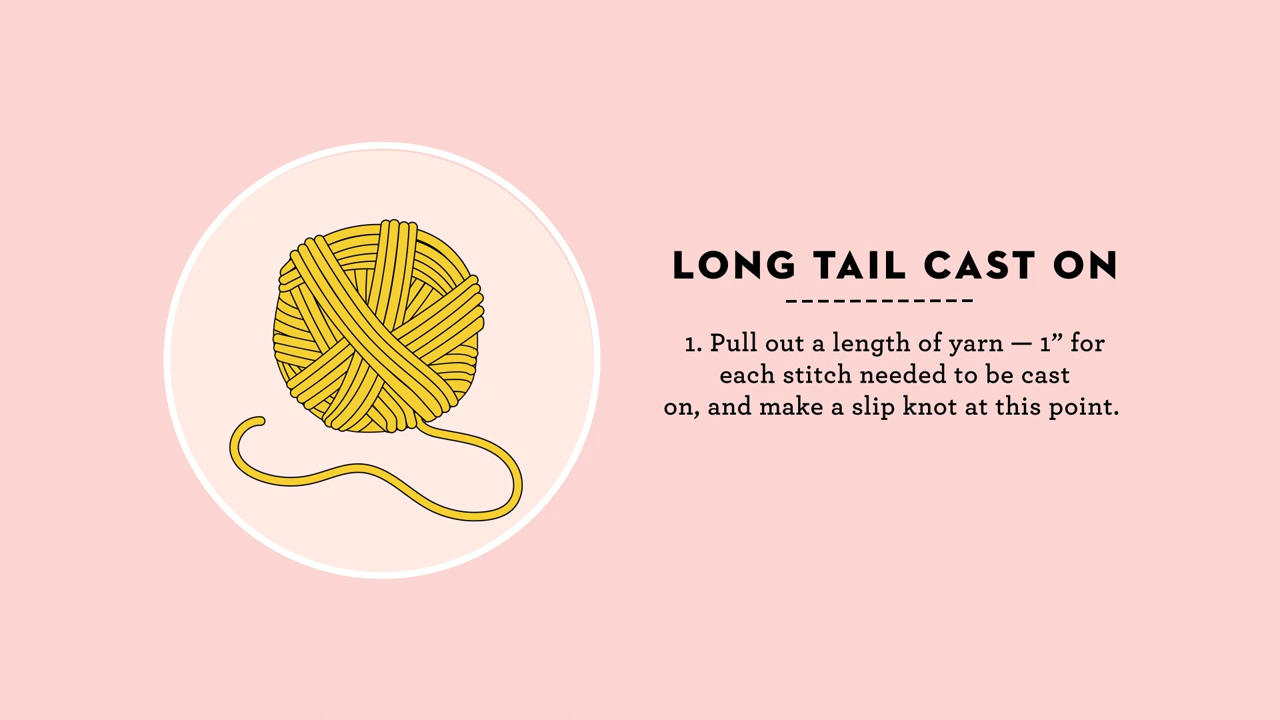 LONG TAIL CAST ON
1. Pull out a length of yarn — 1” for
each stitch needed to be cast
on, and make a slip knot at this point.